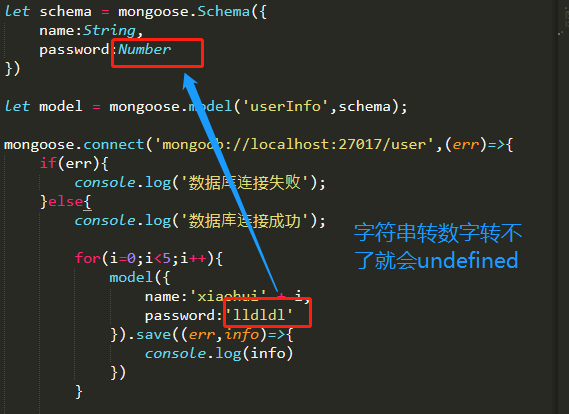 let schema = mongoose.Schema({
name:String,
password:Number
})
let model = mongoose.model('userInfo',schema);
mongoose.connect('mongodb://localhost:27017/user',(err)=>{
if(err){
console.log('数据库连接失败');
}else{
console.log('数据库连接成功');
字符串转数字转不
了就会undefined
for(i=0;i<5;i++){
model({
name:'xiaohui' + i,
password:'lldldl'
}).save((err,info)=>{
console.log(info)
})
}